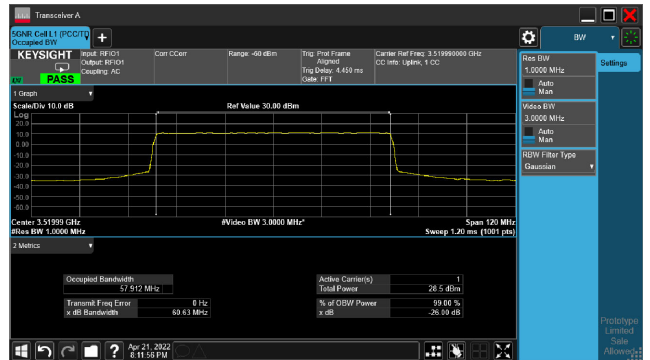 Transceiver A
5GNR Cell L1 (PCC/TD
Occupied BW
BW
KEYSIGHT
PASS
Input: RFIO1
Output: RFIO1
Coupling: AC
Corr CCorr
Range: -60 dBm
Trig: Prot Frame
Aligned
Trig Delay: 4.450 ms
Gate: FFT
Carrier Ref Freq: 3.519990000 GHz
CC Info: Uplink, 1 CC
Res BW
1.0000 MHz
Auto
Man
Settings
Video BW
3.0000 MHz
Auto
Man
RBW Filter Type
Gaussian
1 Graph
Scale/Div 10.0 dB
Ref Value 30.00 dBm
Log
20.0
10.0
0.00
-10.0
-20.0
-30.0
-40.0
-50.0
-60.0
Center 3.51999 GHz
#Video BW 3.0000 MHz*
Span 120 MHz
#Res BW 1.0000 MHz
Sweep 1.20 ms (1001 pts)
2 Metrics
Occupied Bandwidth
57.912 MHz
Active Carrier(s) 1
Total Power 28.5 dBm
Transmit Freq Error 0 Hz
x dB Bandwidth 60.63 MHz
% of OBW Power 99.00 %
x dB -26.00 dB
Prototype
Limited
Sale
Allowed
Apr 21, 2022
8:11:56 PM